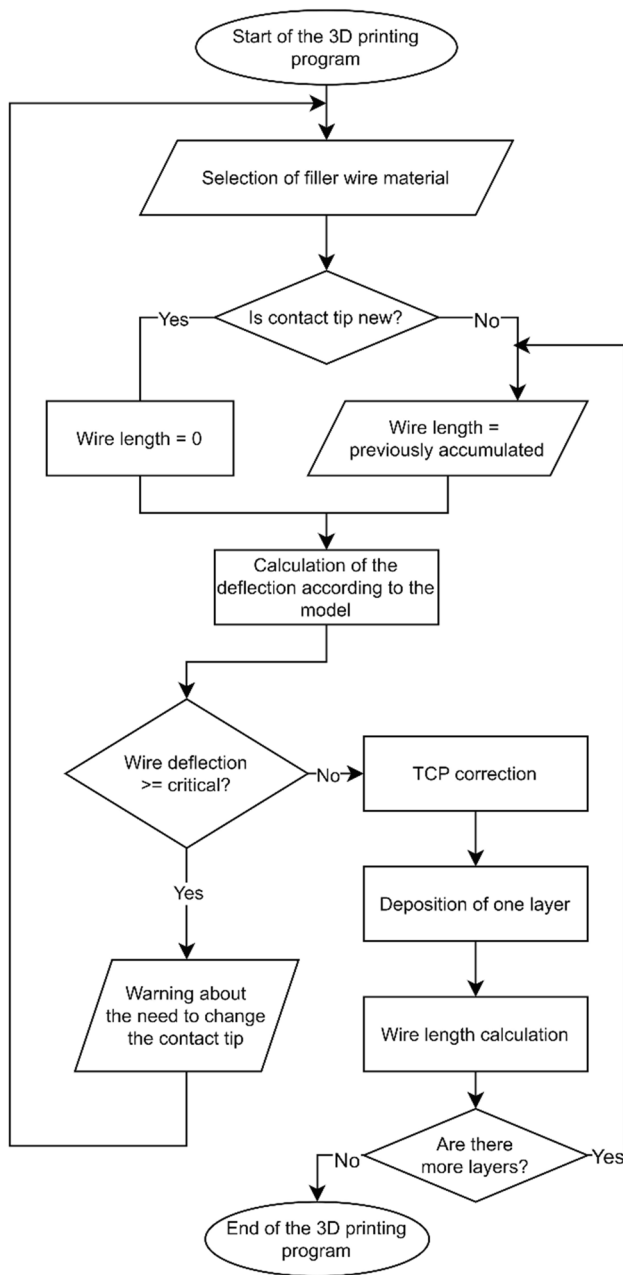 Start of the 3D printing
program
Selection of filler wire material
Is contact tip new?
Yes
No
Wire length = 0
Wire length =
previously accumulated
Calculation of the
deflection according to the
model
Wire deflection
>= critical?
No
TCP correction
Yes
Deposition of one layer
Warning about
the need to change
the contact tip
Wire length calculation
Are there
more layers?
No
Yes
End of the 3D printing
program